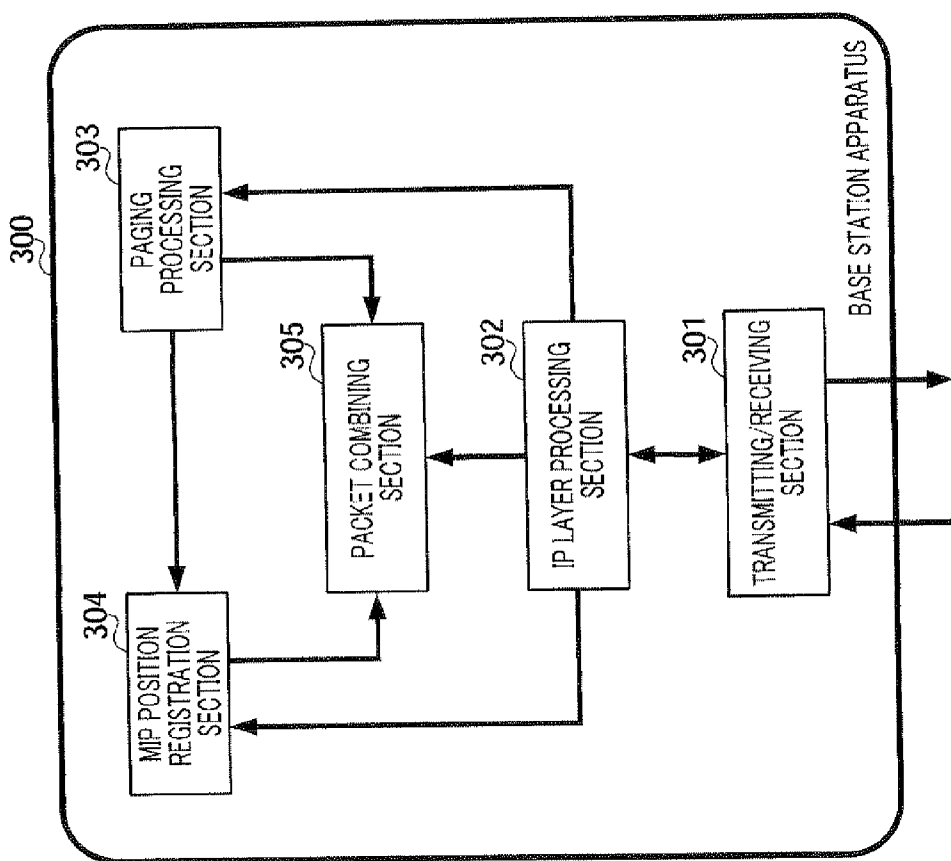 300
303
PAGING
PROCESSING
SECTION
304
MIP POSITION
REGISTRATION
SECTION
305
PACKET COMBINING
SECTION
302
IP LAYER PROCESSING
SECTION
301
TRANSMITTING/RECEIVING
SECTION
BASE STATION APPARATUS